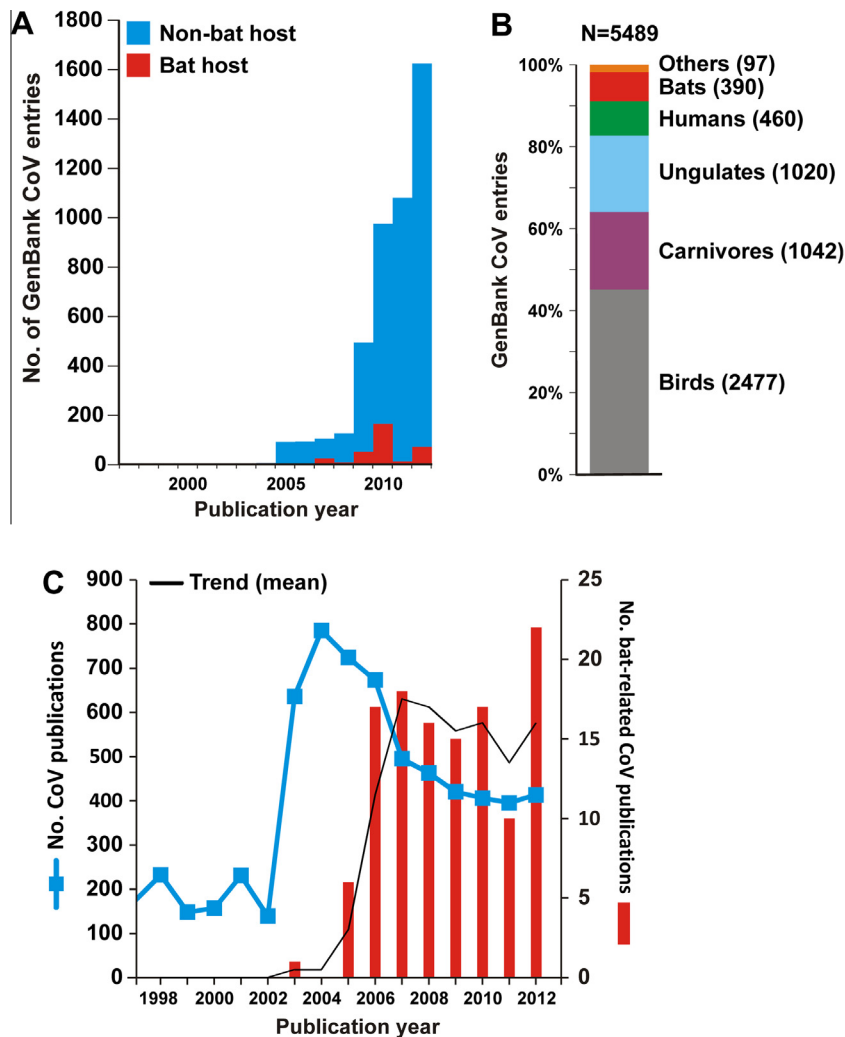 A
Non-bat host
Bat host
No. of GenBank CoV entries
1800
1600
1400
1200
1000
800
600
400
200
0
2000 2005 2010
Publication year
B
N=5489
GenBank CoV entries
100%
80%
60%
40%
20%
0%
Others (97)
Bats (390)
Humans (460)
Ungulates (1020)
Carnivores (1042)
Birds (2477)
C
Trend (mean)
No. CoV publications
900
800
700
600
500
400
300
200
100
0
25
20
15
10
5
0
No. bat-related CoV publications
1998 2000 2002 2004 2006 2008 2010 2012
Publication year